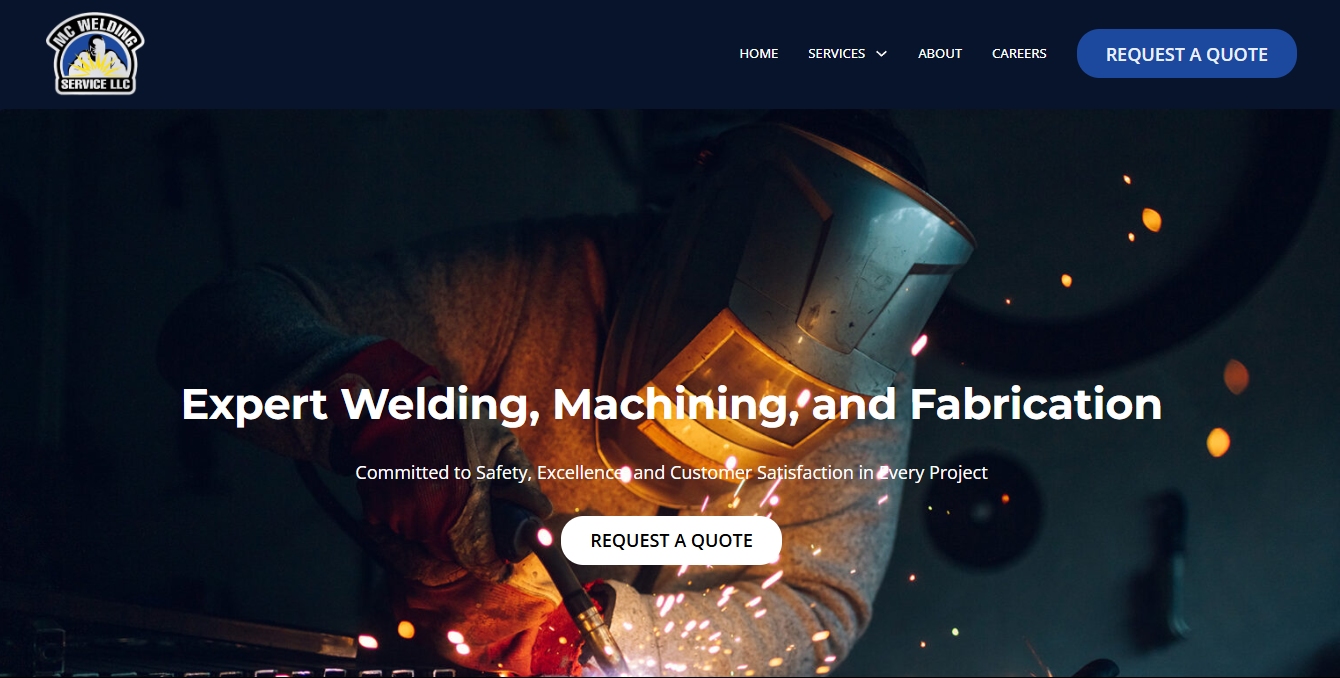 MC WELDING
SERVICE LLC
HOME
SERVICES
ABOUT
CAREERS
REQUEST A QUOTE
Expert Welding, Machining, and Fabrication
Committed to Safety, Excellence, and Customer Satisfaction in Every Project
REQUEST A QUOTE